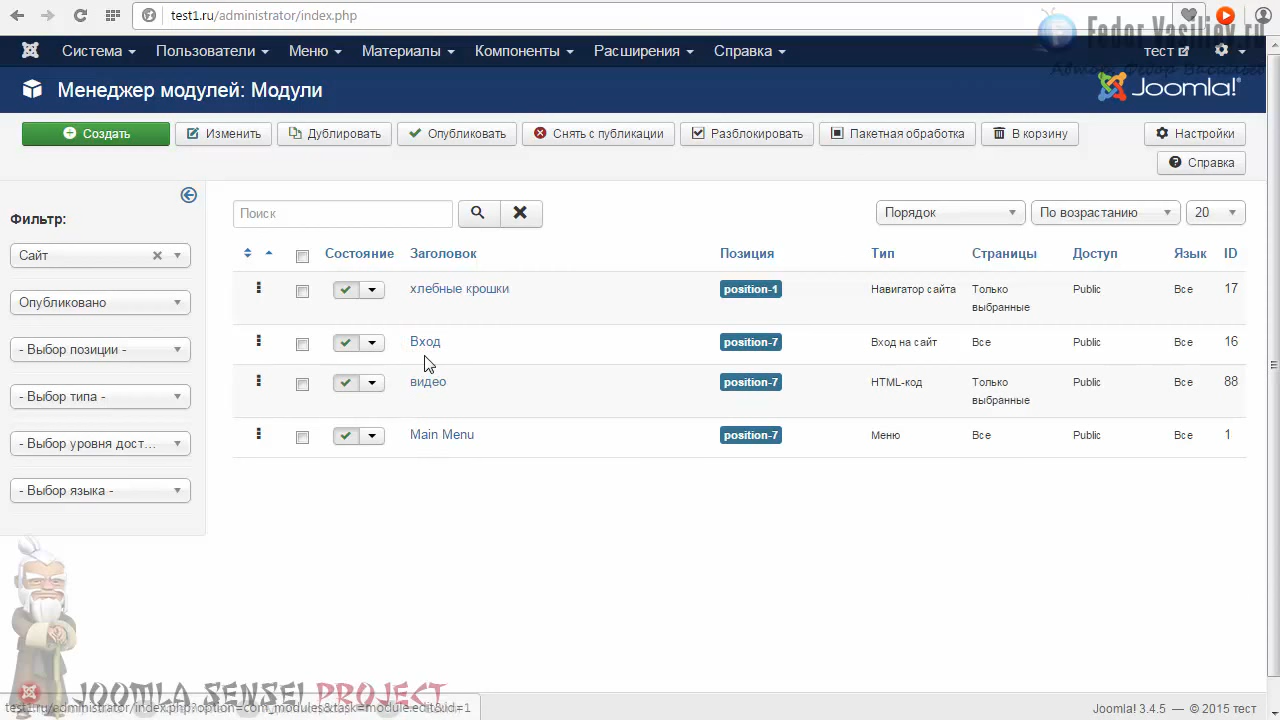 test1.ru/administrator/index.php
Fedor Vasiliev.ru
Автор: Федор Васильев
Система Пользователи Меню Материалы Компоненты Расширения Справка тест
Менеджер модулей: Модули
Joomla!®
Создать Изменить Дублировать Опубликовать Снять с публикации Разблокировать Пакетная обработка В корзину Настройки
Справка
Фильтр:
Сайт
Опубликовано
- Выбор позиции -
- Выбор типа -
- Выбор уровня дост...
- Выбор языка -
Поиск Порядок По возрастанию 20
Состояние Заголовок Позиция Тип Страницы Доступ Язык ID
хлебные крошки position-1 Навигатор сайта Только выбранные Public Все 17
Вход position-7 Вход на сайт Все Public Все 16
видео position-7 HTML-код Только выбранные Public Все 88
Main Menu position-7 Меню Все Public Все 1
JOOMLA SENSEI PROJECT
test1.ru/administrator/index.php?option=com_modules&task=module.edit&id=1
Joomla! 3.4.5 — © 2015 тест